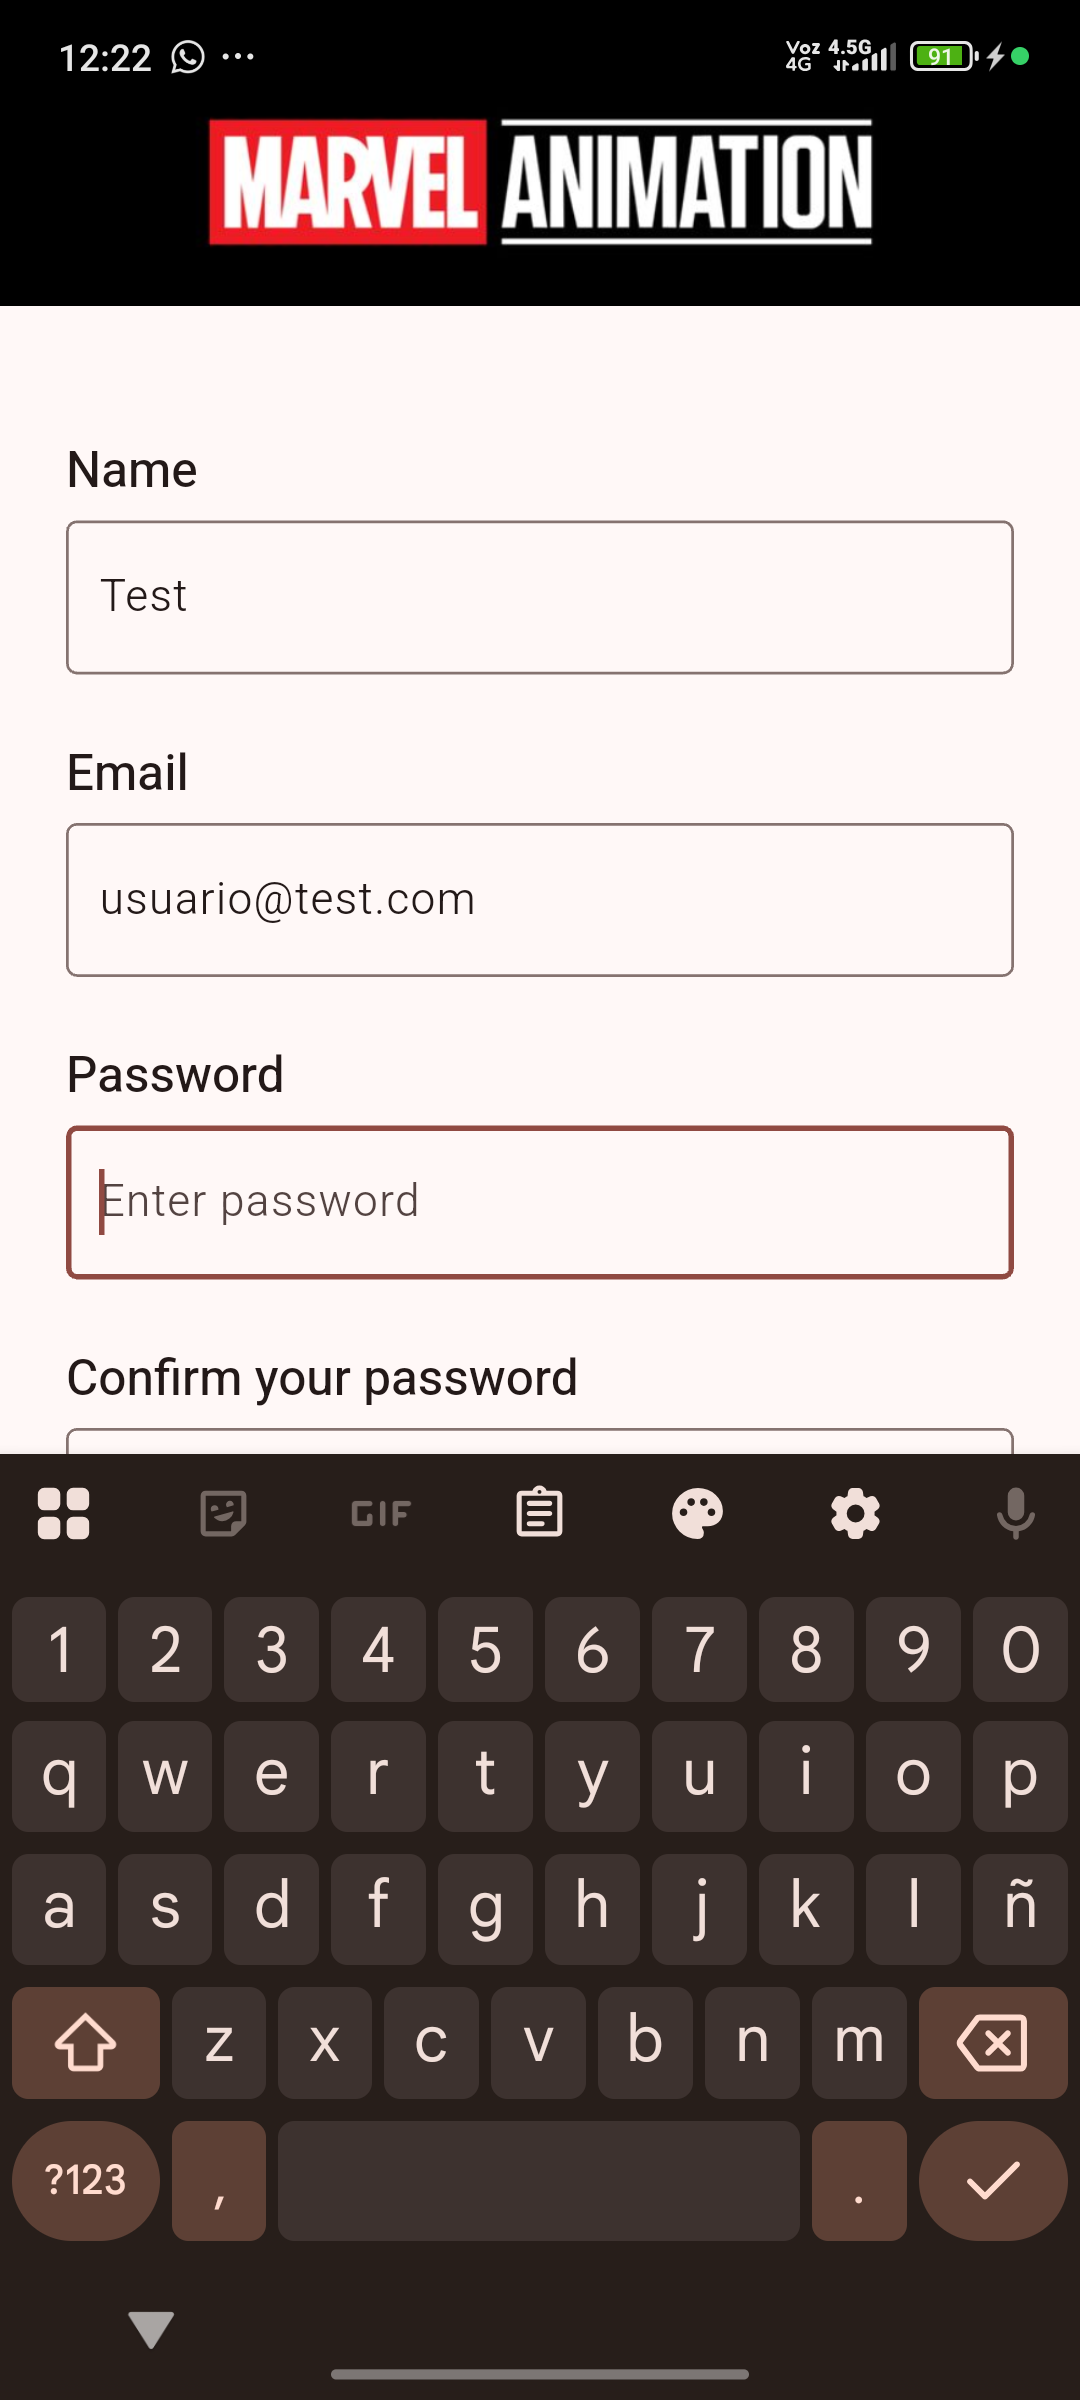 12:22
Voz 4.5G
4G
91
MARVEL ANIMATION
Name
Test
Email
usuario@test.com
Password
Enter password
Confirm your password
GIF
1 2 3 4 5 6 7 8 9 0
q w e r t y u i o p
a s d f g h j k l ñ
z x c v b n m
?123 , .